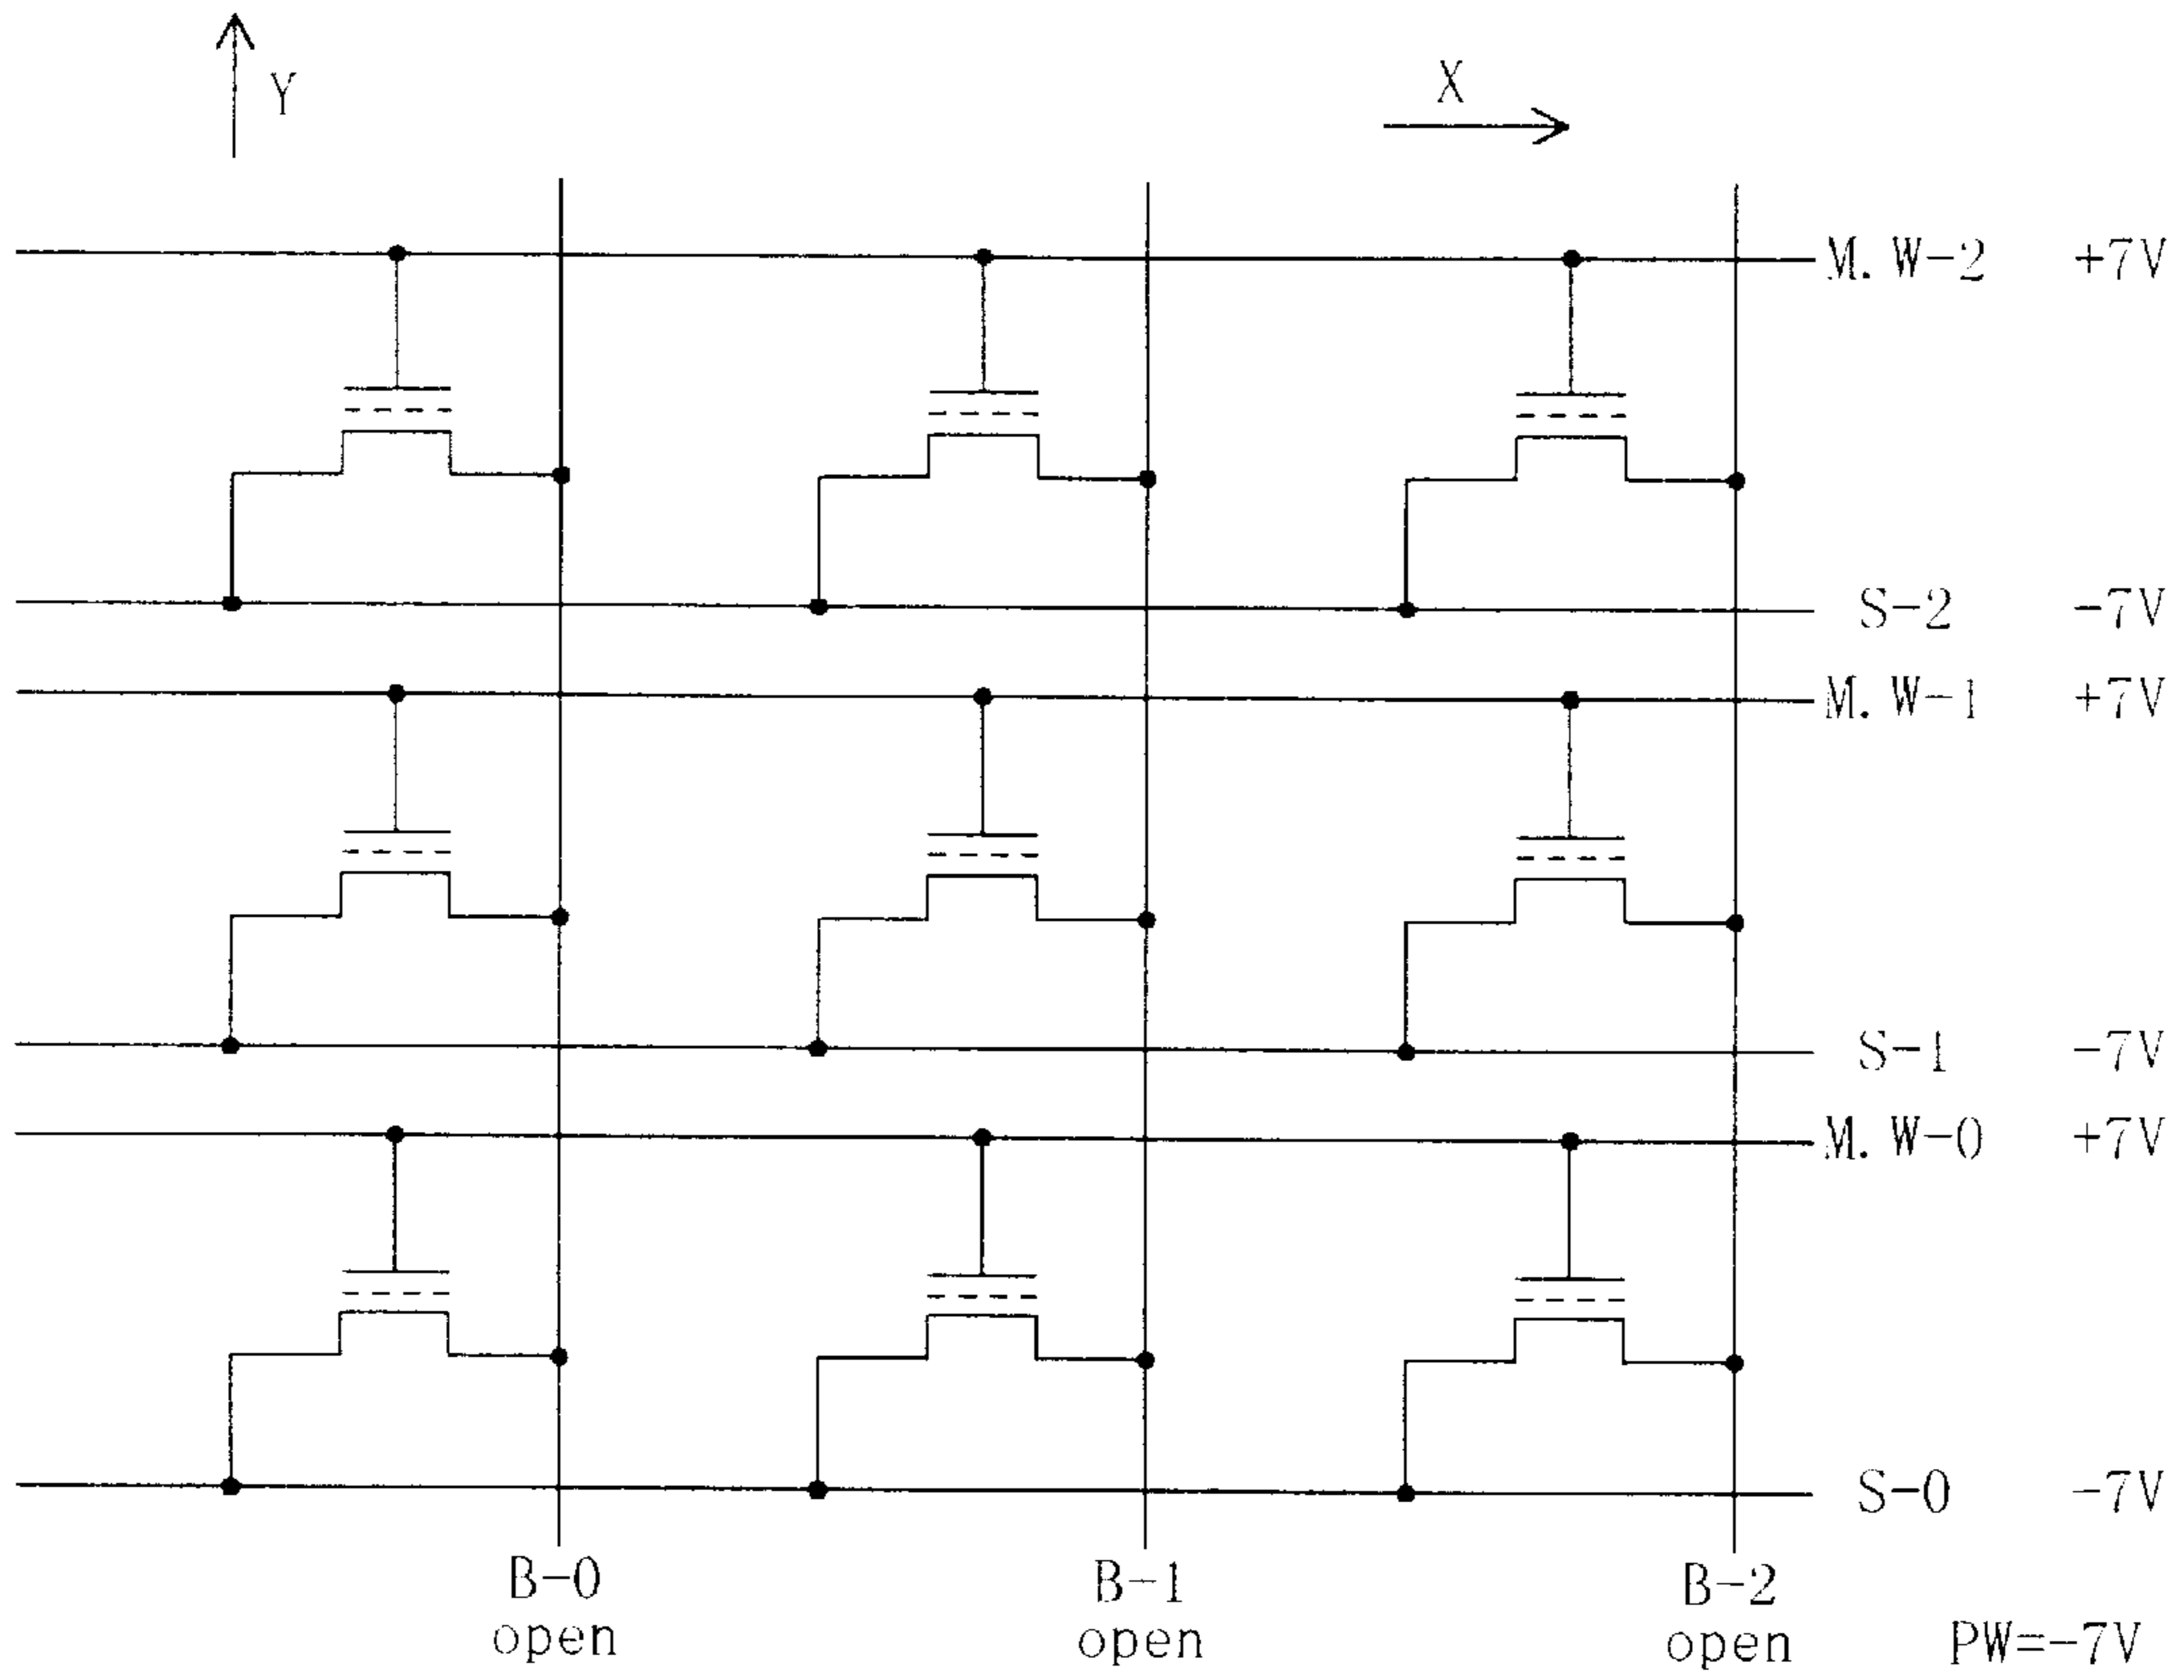 Y
X
M. W-2 +7V
S-2 -7V
M. W-1 +7V
S-1 -7V
M. W-0 +7V
S-0 -7V
B-0 B-1 B-2
open open open PW=-7V